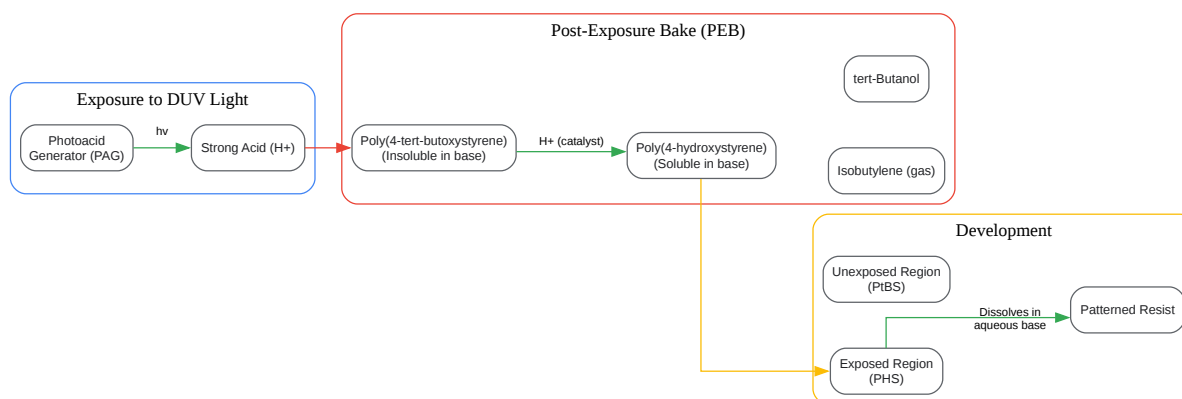 Post-Exposure Bake (PEB)
tert-Butanol
Exposure to DUV Light
Photoacid
Generator (PAG)
hv
Strong Acid (H+)
Poly(4-tert-butoxystyrene)
(Insoluble in base)
H+ (catalyst)
Poly(4-hydroxystyrene)
(Soluble in base)
Isobutylene (gas)
Development
Unexposed Region
(PtBS)
Dissolves in
aqueous base
Patterned Resist
Exposed Region
(PHS)